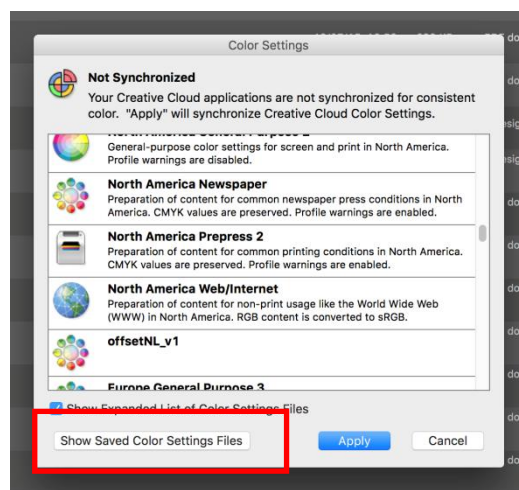 Color Settings
Not Synchronized
Your Creative Cloud applications are not synchronized for consistent
color. "Apply" will synchronize Creative Cloud Color Settings.
North America General Purpose 2
General-purpose color settings for screen and print in North America.
Profile warnings are disabled.
North America Newspaper
Preparation of content for common newspaper press conditions in North
America. CMYK values are preserved. Profile warnings are enabled.
North America Prepress 2
Preparation of content for common printing conditions in North America.
CMYK values are preserved. Profile warnings are enabled.
North America Web/Internet
Preparation of content for non-print usage like the World Wide Web
(WWW) in North America. RGB content is converted to sRGB.
offsetNL_v1
Europe General Purpose 3
Show Expanded List of Color Settings Files
Show Saved Color Settings Files
Apply
Cancel